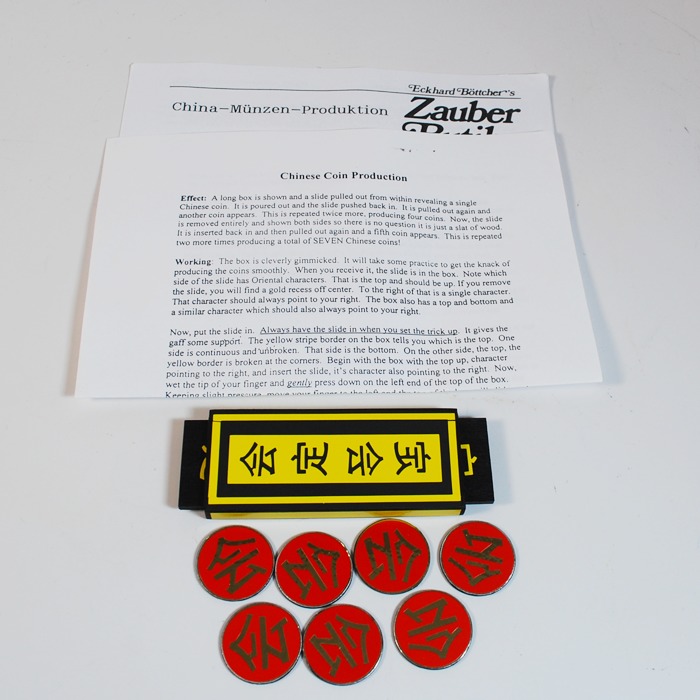 Eckhard Böttcher's
China-Münzen-Produktion
Zauber
Chinese Coin Production
Effect: A long box is shown and a slide pulled out from within revealing a single
Chinese coin. It is poured out and the slide pushed back in. It is pulled out again and
another coin appears. This is repeated twice more, producing four coins. Now, the slide
is removed entirely and shown both sides so there is no question it is just a slat of wood.
It is inserted back in and then pulled out again and a fifth coin appears. This is repeated
two more times producing a total of SEVEN Chinese coins!
Working: The box is cleverly gimmicked. It will take some practice to get the knack of
producing the coins smoothly. When you receive it, the slide is in the box. Note which
side of the slide has Oriental characters. That is the top and should be up. If you remove
the slide, you will find a gold recess off center. To the right of that is a single character.
That character should always point to your right. The box also has a top and bottom and
a similar character which should also always point to your right.
Now, put the slide in. Always have the slide in when you set the trick up. It gives the
gaff some support. The yellow stripe border on the box tells you which is the top. One
side is continuous and unbroken. That side is the bottom. On the other side, the top, the
yellow border is broken at the corners. Begin with the box with the top up, character
pointing to the right, and insert the slide, it's character also pointing to the right. Now,
wet the tip of your finger and gently press down on the left end of the top of the box.
Keeping slight pressure, move your finger to the left and the top of the